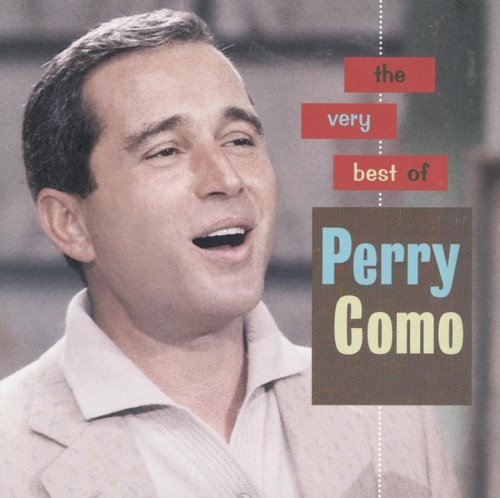 the
very
best of
Perry
Como